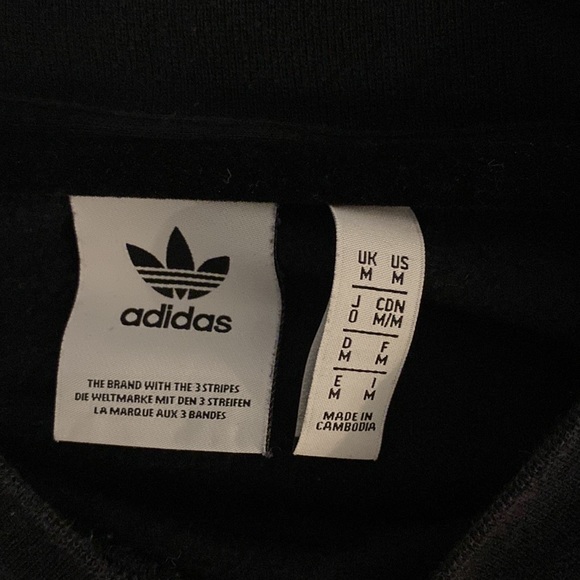 adidas
THE BRAND WITH THE 3 STRIPES
DIE WELTMARKE MIT DEN 3 STREIFEN
LA MARQUE AUX 3 BANDES
UK US
M M
J CDN
O M/M
D F
M M
E I
M M
MADE IN
CAMBODIA